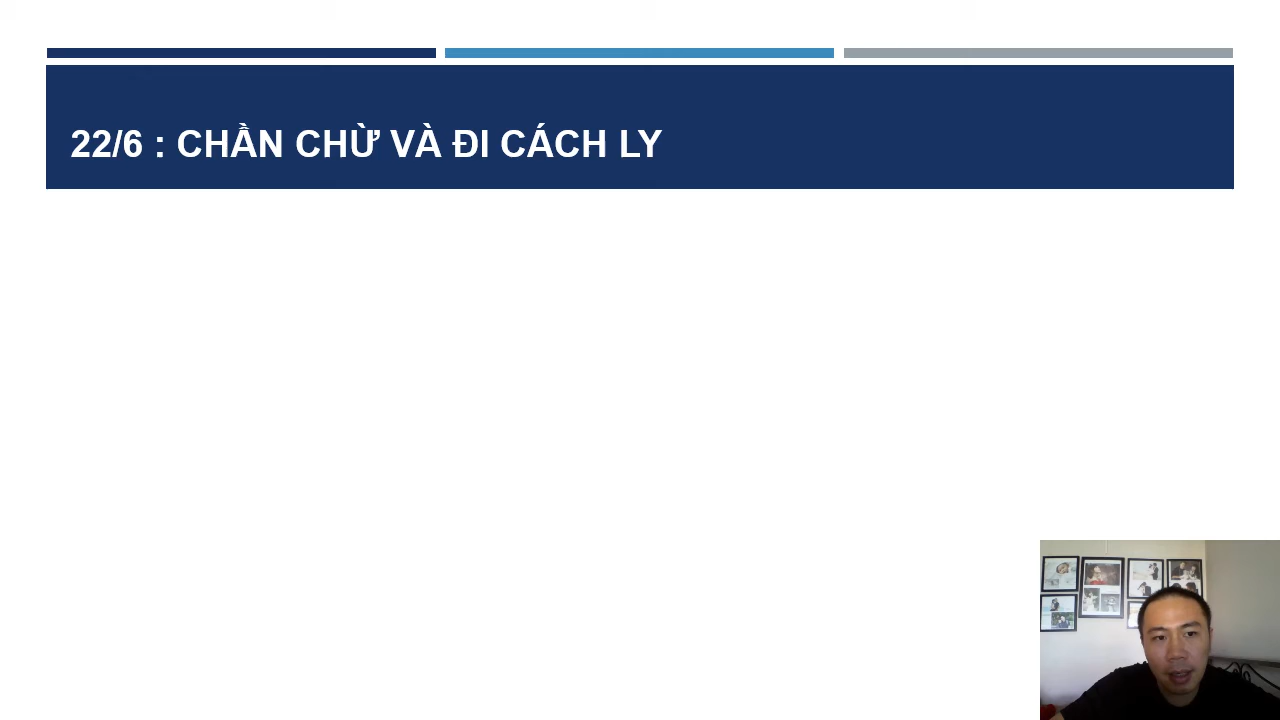 22/6 : CHẦN CHỪ VÀ ĐI CÁCH LY